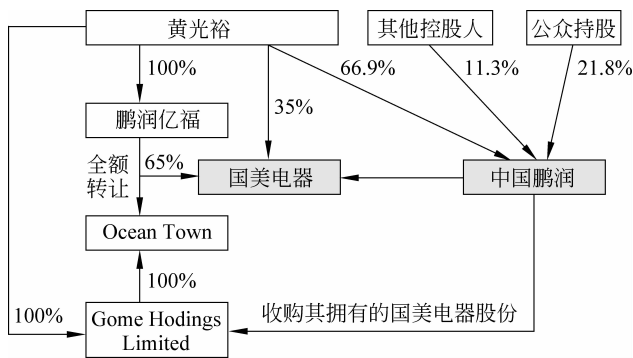 黄光裕
其他控股人
公众持股
100%
66.9%
11.3%
21.8%
35%
鹏润亿福
全额
转让
65%
国美电器
中国鹏润
Ocean Town
100%
100%
Gome Hodings
Limited
收购其拥有的国美电器股份